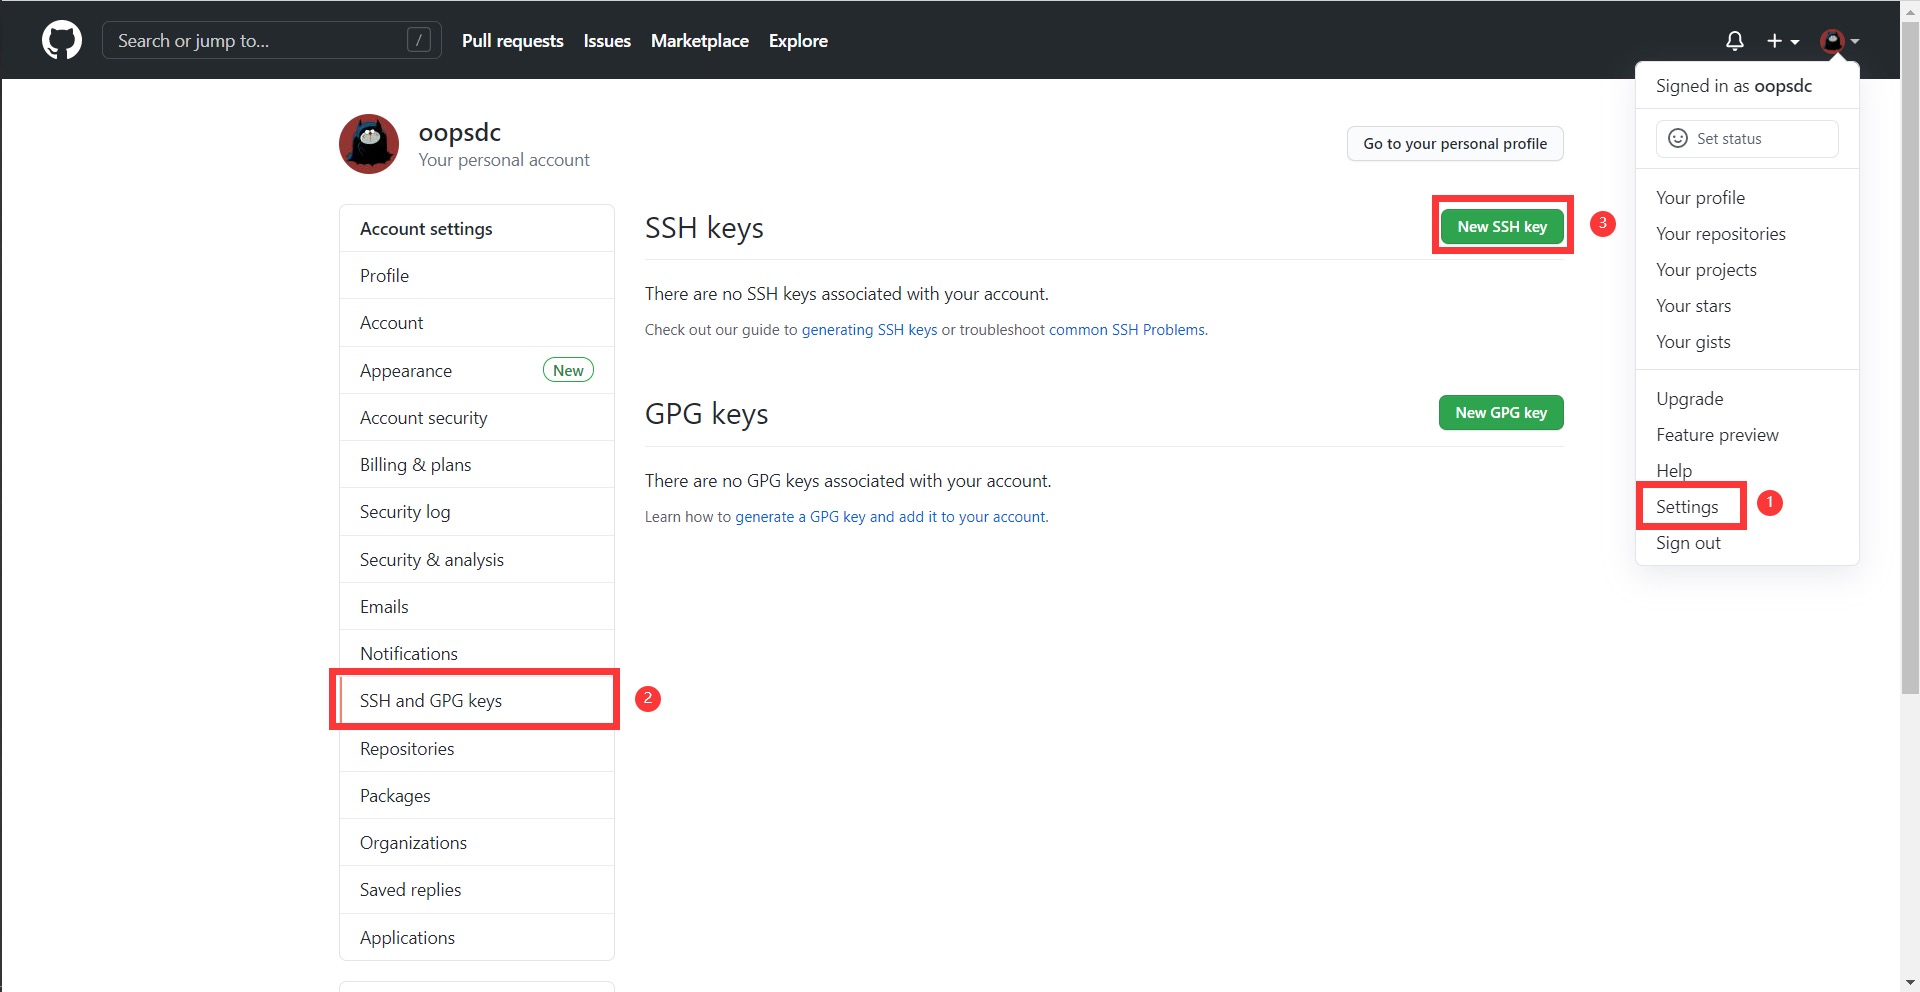 Search or jump to...
/
Pull requests
Issues
Marketplace
Explore
Signed in as oopsdc
Set status
Your profile
Your repositories
Your projects
Your stars
Your gists
Upgrade
Feature preview
Help
Settings
1
Sign out
oopsdc
Your personal account
Go to your personal profile
Account settings
Profile
Account
Appearance
New
Account security
Billing & plans
Security log
Security & analysis
Emails
Notifications
SSH and GPG keys
2
Repositories
Packages
Organizations
Saved replies
Applications
SSH keys
New SSH key
3
There are no SSH keys associated with your account.
Check out our guide to generating SSH keys or troubleshoot common SSH Problems.
GPG keys
New GPG key
There are no GPG keys associated with your account.
Learn how to generate a GPG key and add it to your account.